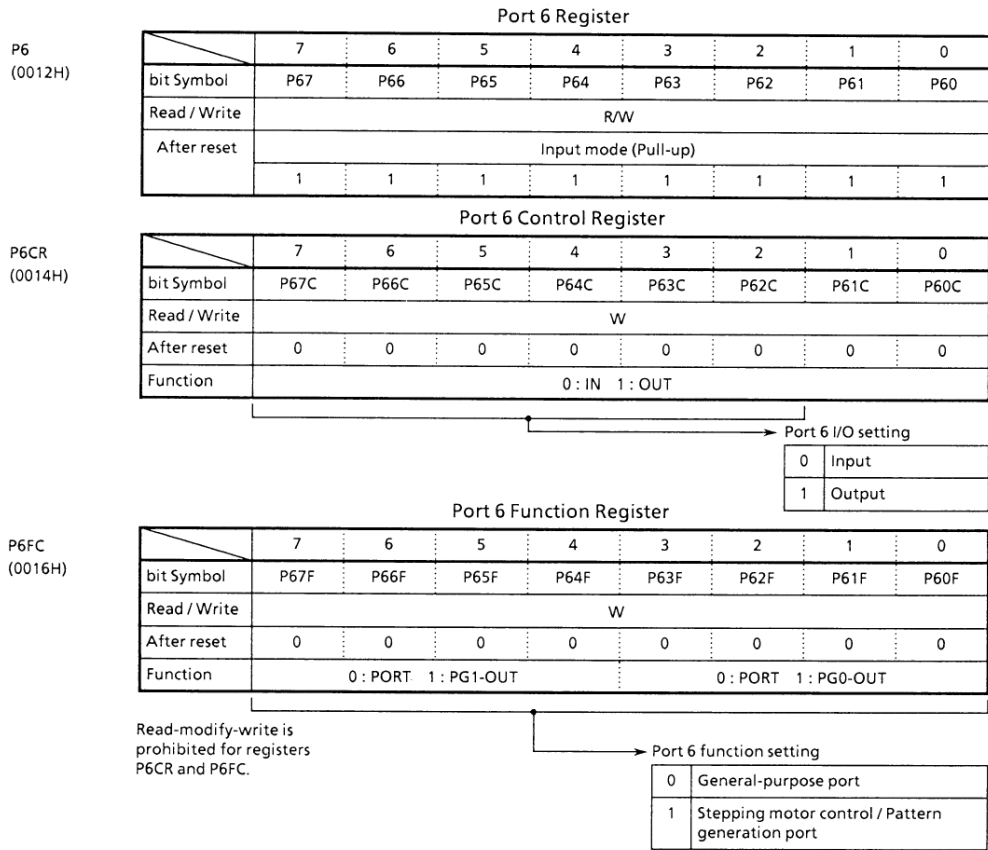 Port 6 Register
P6
(0012H)
7 6 5 4 3 2 1 0
bit Symbol P67 P66 P65 P64 P63 P62 P61 P60
Read / Write R/W
After reset Input mode (Pull-up)
1 1 1 1 1 1 1 1
Port 6 Control Register
P6CR
(0014H)
7 6 5 4 3 2 1 0
bit Symbol P67C P66C P65C P64C P63C P62C P61C P60C
Read / Write W
After reset 0 0 0 0 0 0 0 0
Function 0 : IN 1 : OUT
Port 6 I/O setting
0 Input
1 Output
Port 6 Function Register
P6FC
(0016H)
7 6 5 4 3 2 1 0
bit Symbol P67F P66F P65F P64F P63F P62F P61F P60F
Read / Write W
After reset 0 0 0 0 0 0 0 0
Function 0 : PORT 1 : PG1-OUT 0 : PORT 1 : PG0-OUT
Read-modify-write is
prohibited for registers
P6CR and P6FC.
Port 6 function setting
0 General-purpose port
1 Stepping motor control / Pattern
generation port